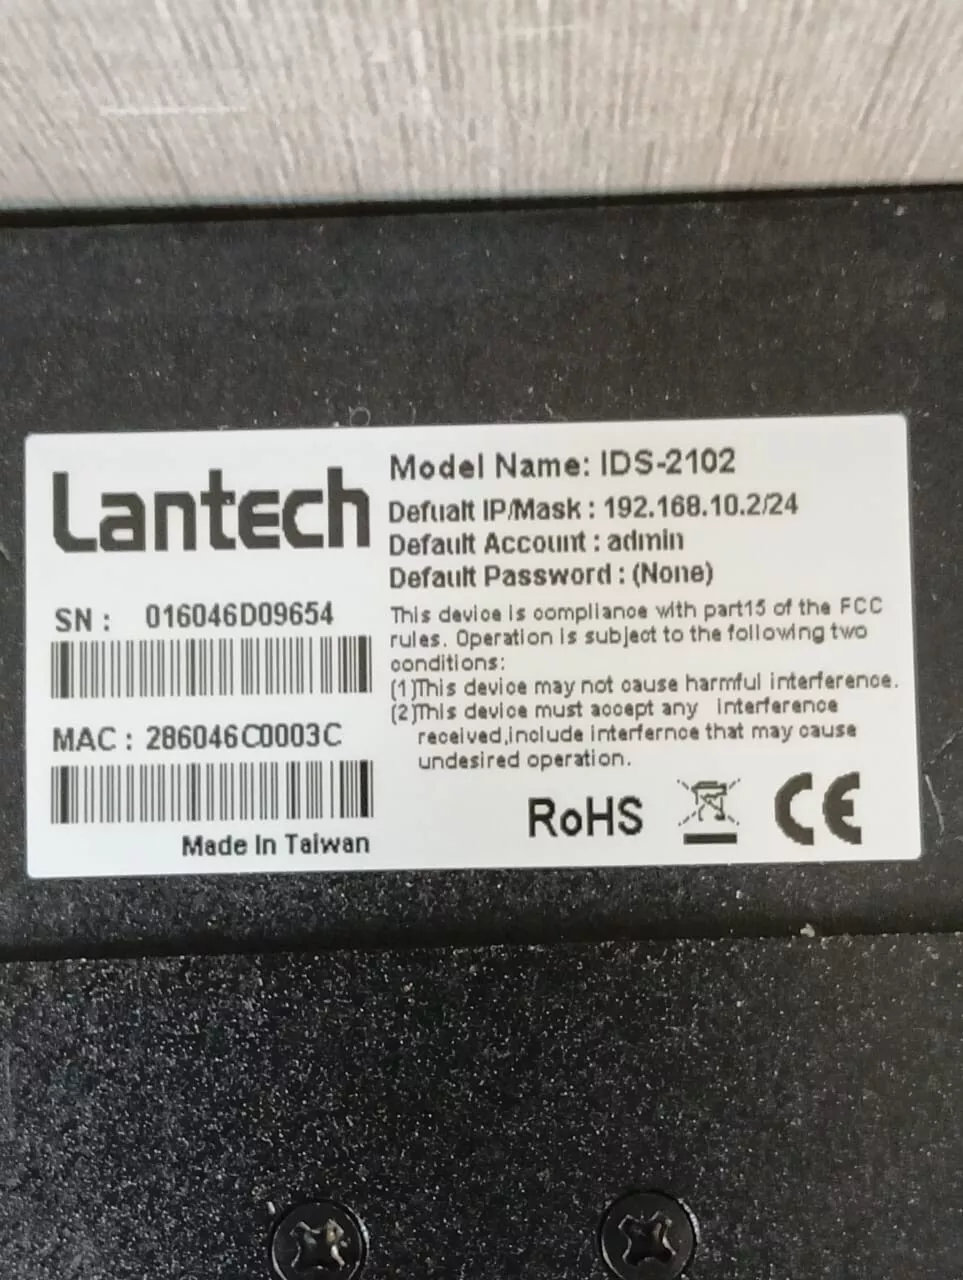 Lantech
SN : 016046D09654
MAC : 286046C0003C
Made In Taiwan
Model Name: IDS-2102
Defualt IP/Mask : 192.168.10.2/24
Default Account : admin
Default Password : (None)
This device is compliance with part15 of the FCC
rules. Operation is subject to the following two
conditions:
(1)This device may not cause harmful interference.
(2)This device must accept any interference
received,include interfernce that may cause
undesired operation.
RoHS CE